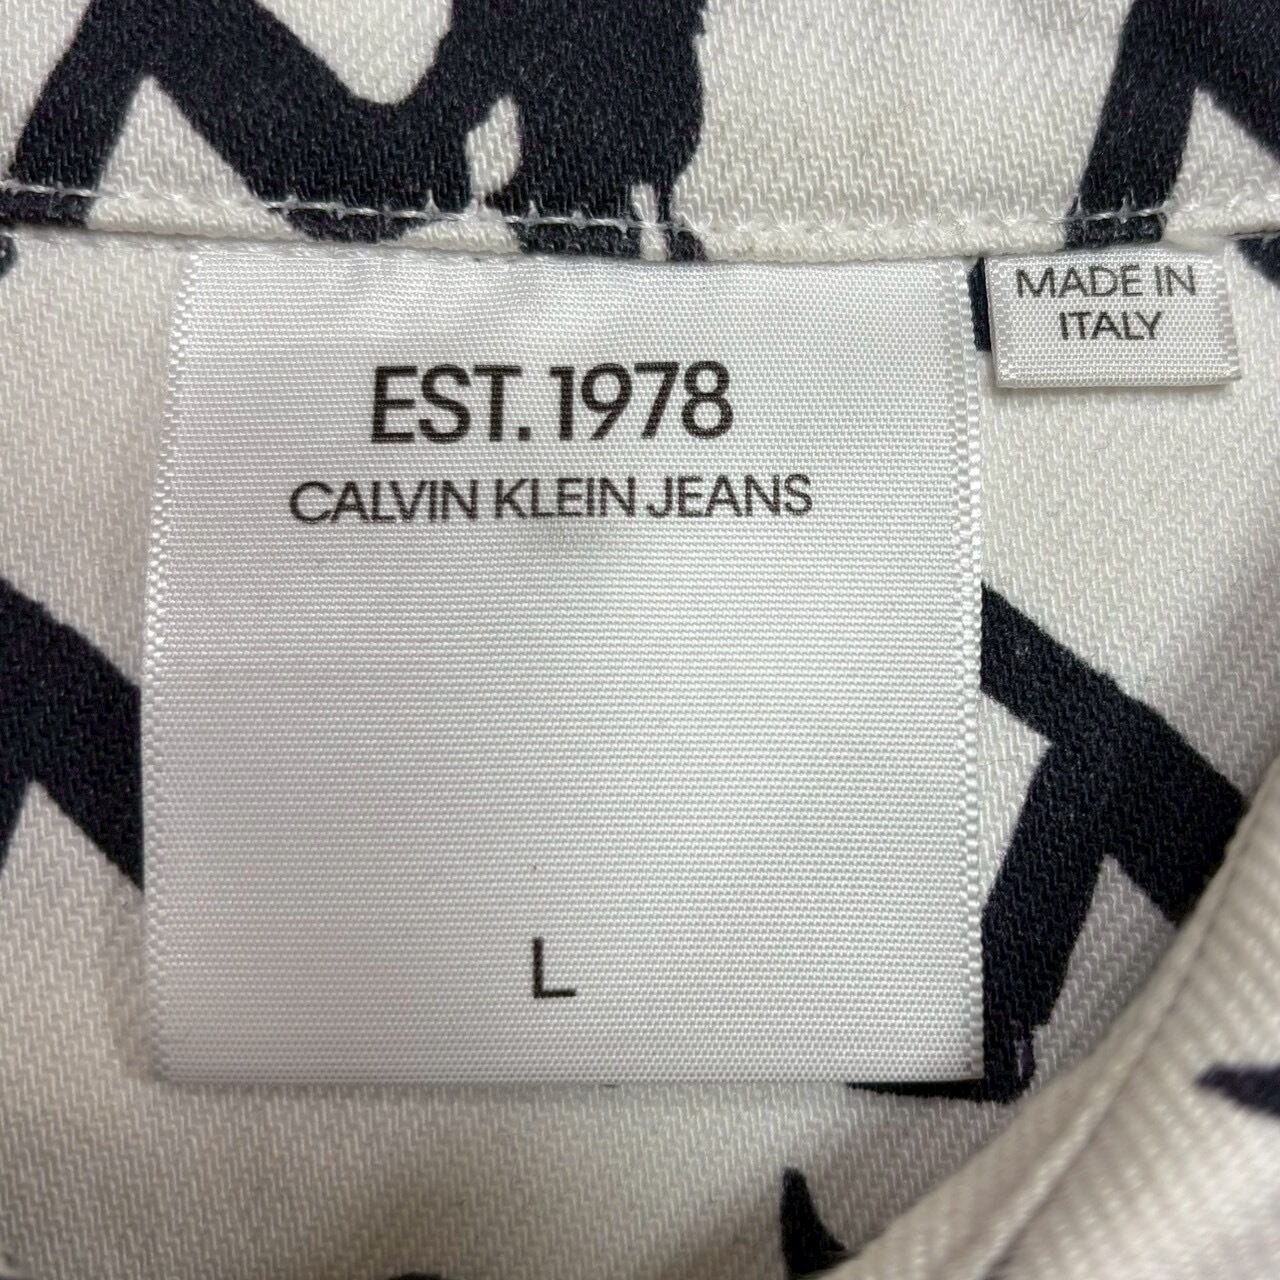 EST. 1978
CALVIN KLEIN JEANS
L
MADE IN
ITALY